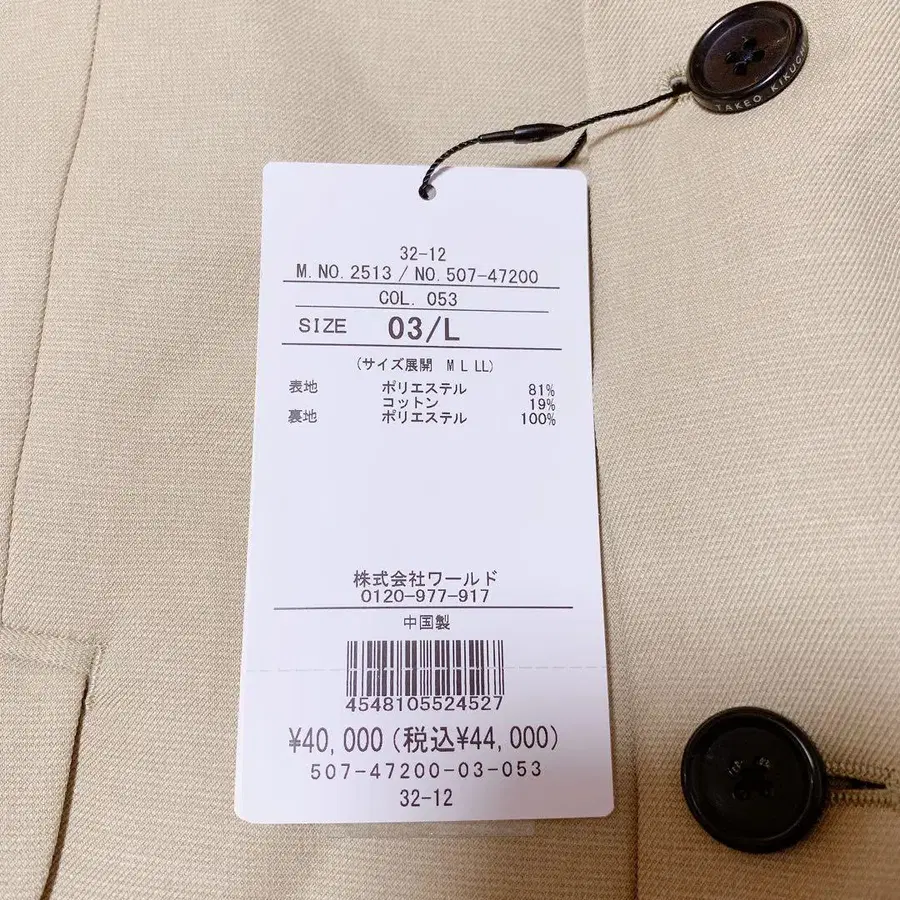 TAKEO KIKUCHI
32-12
M.NO.2513 / NO.507-47200
COL. 053
SIZE 03/L
(サイズ展開 M L LL)
表地 ポリエステル 81%
コットン 19%
裏地 ポリエステル 100%
株式会社ワールド
0120-977-917
中国製
4548105524527
¥40,000(税込¥44,000)
507-47200-03-053
32-12